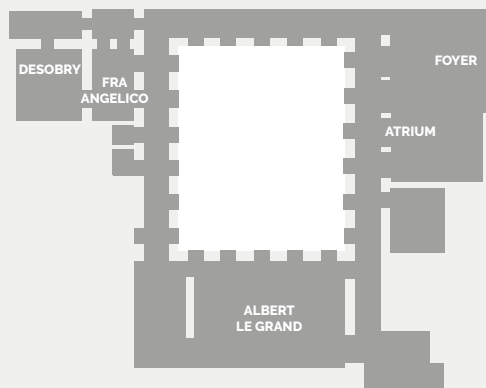 DESOBRY
FRA
ANGELICO
FOYER
ATRIUM
ALBERT
LE GRAND